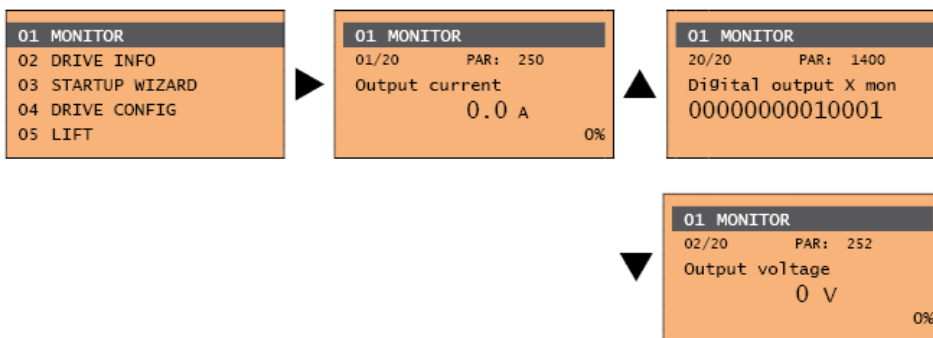 01 MONITOR
02 DRIVE INFO
03 STARTUP WIZARD
04 DRIVE CONFIG
05 LIFT
01 MONITOR
01/20 PAR: 250
Output current
0.0 A
0%
01 MONITOR
20/20 PAR: 1400
Di9ital output X mon
00000000010001
01 MONITOR
02/20 PAR: 252
Output voltage
0 V
0%